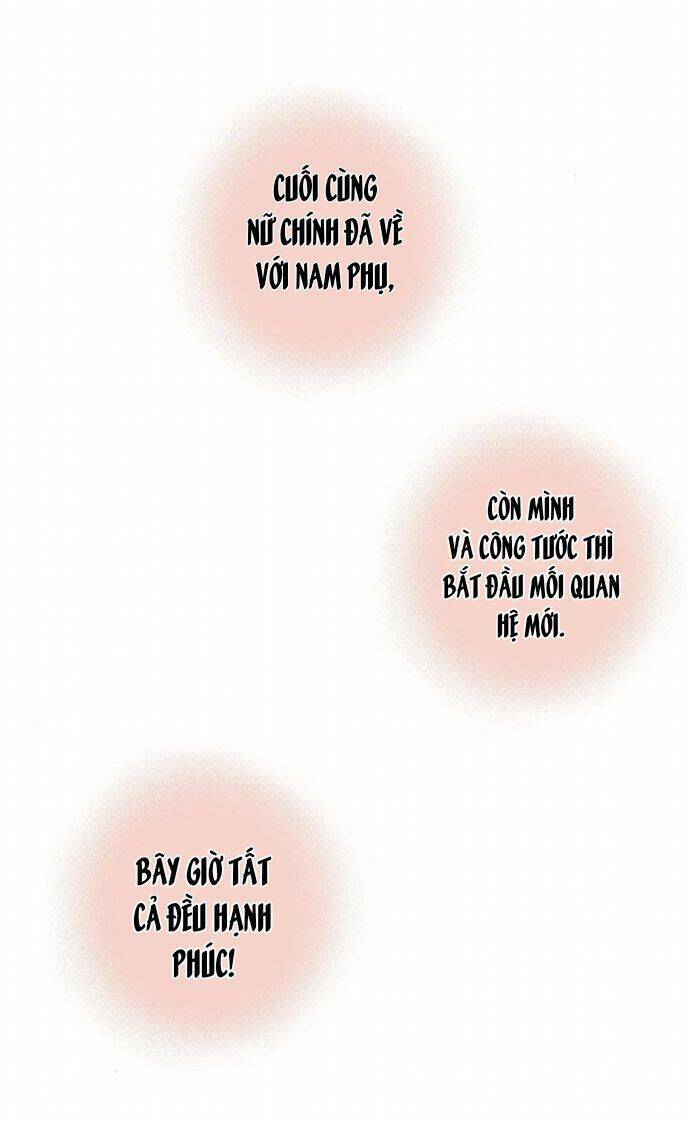 CUỐI CÙNG
NỮ CHÍNH ĐÃ VỀ
VỚI NAM PHỤ,
CÒN MÌNH
VÀ CÔNG TƯỚC THÌ
BẮT ĐẦU MỐI QUAN
HỆ MỚI.
BÂY GIỜ TẤT
CẢ ĐỀU HẠNH
PHÚC!